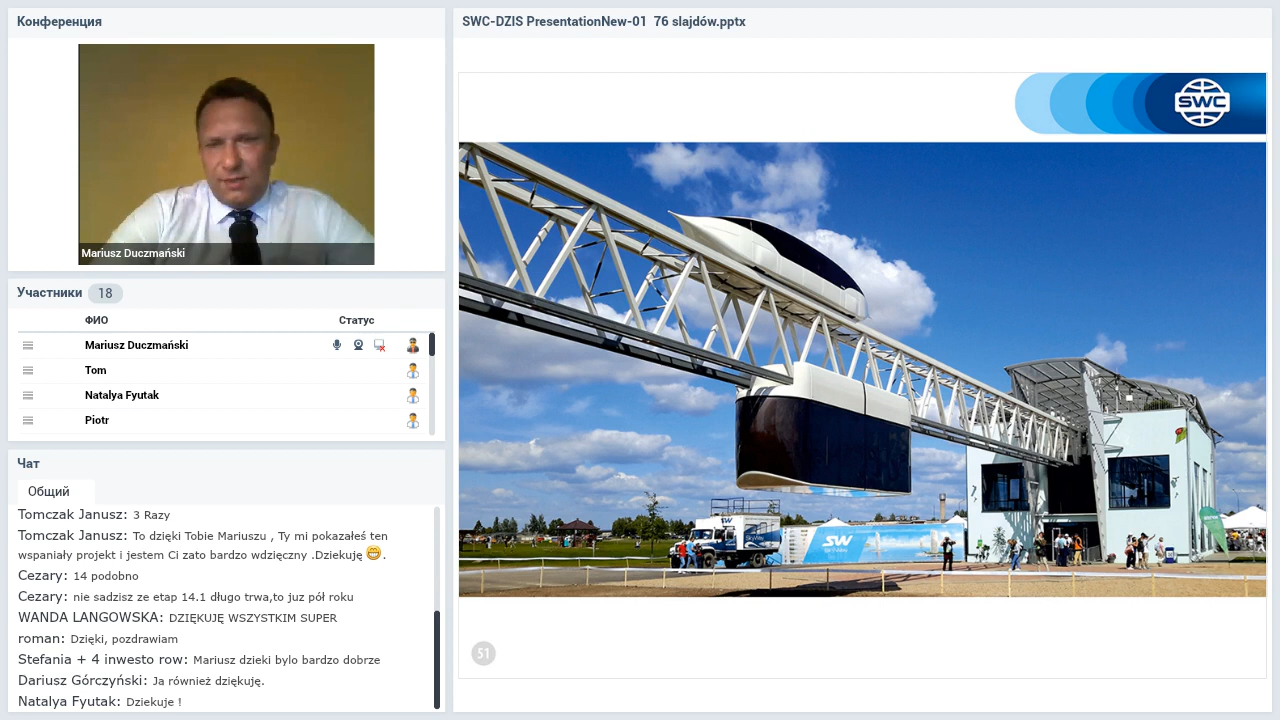 Конференция
Mariusz Duczmański
Участники 18
ФИО Статус
Mariusz Duczmański
Tom
Natalya Fyutak
Piotr
Чат
Общий
Tomczak Janusz: 3 Razy
Tomczak Janusz: To dzięki Tobie Mariuszu , Ty mi pokazałeś ten
wspaniały projekt i jestem Ci zato bardzo wdzięczny .Dziekuję 😁.
Cezary: 14 podobno
Cezary: nie sadzisz ze etap 14.1 długo trwa,to juz pół roku
WANDA LANGOWSKA: DZIĘKUJĘ WSZYSTKIM SUPER
roman: Dzięki, pozdrawiam
Stefania + 4 inwesto row: Mariusz dzieki bylo bardzo dobrze
Dariusz Górczyński: Ja również dziękuję.
Natalya Fyutak: Dziekuje !
SWC-DZIS PresentationNew-01 76 slajdów.pptx
SWC
SW
SkyWay
SW
SkyWay
51